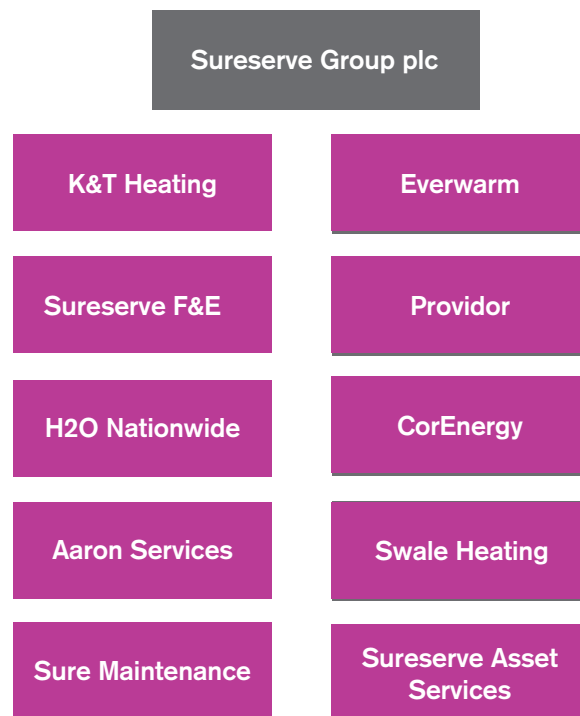 Sureserve Group plc
K&T Heating
Everwarm
Sureserve F&E
Providor
H2O Nationwide
CorEnergy
Aaron Services
Swale Heating
Sure Maintenance
Sureserve Asset
Services